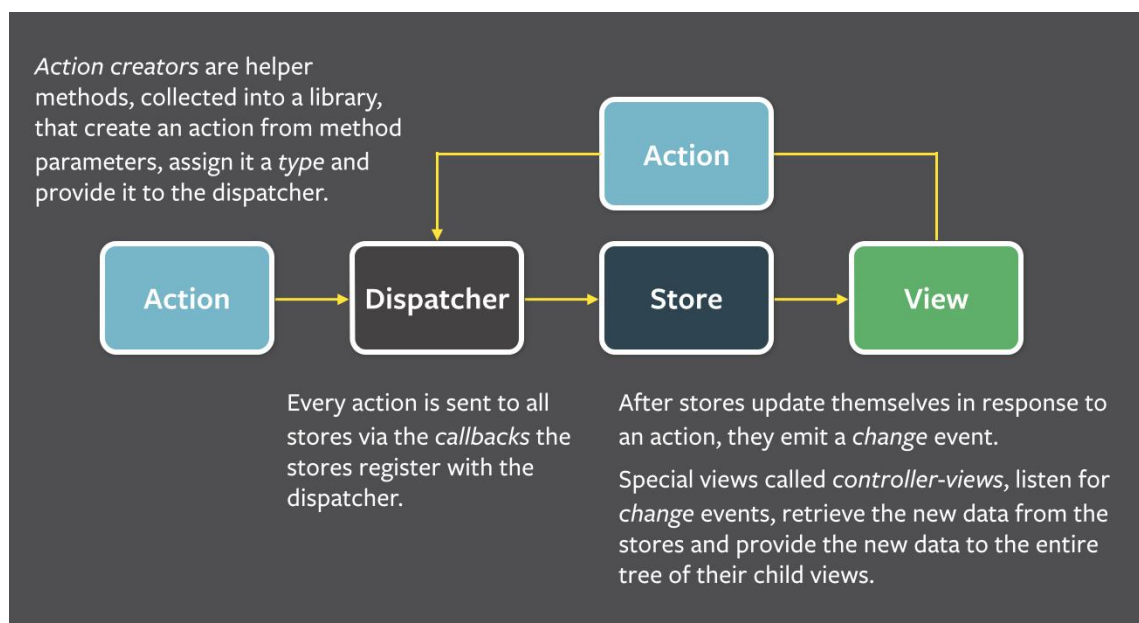 Action creators are helper
methods, collected into a library,
that create an action from method
parameters, assign it a type and
provide it to the dispatcher.
Action
Action
Dispatcher
Store
View
Every action is sent to all
stores via the callbacks the
stores register with the
dispatcher.
After stores update themselves in response to
an action, they emit a change event.
Special views called controller-views, listen for
change events, retrieve the new data from the
stores and provide the new data to the entire
tree of their child views.